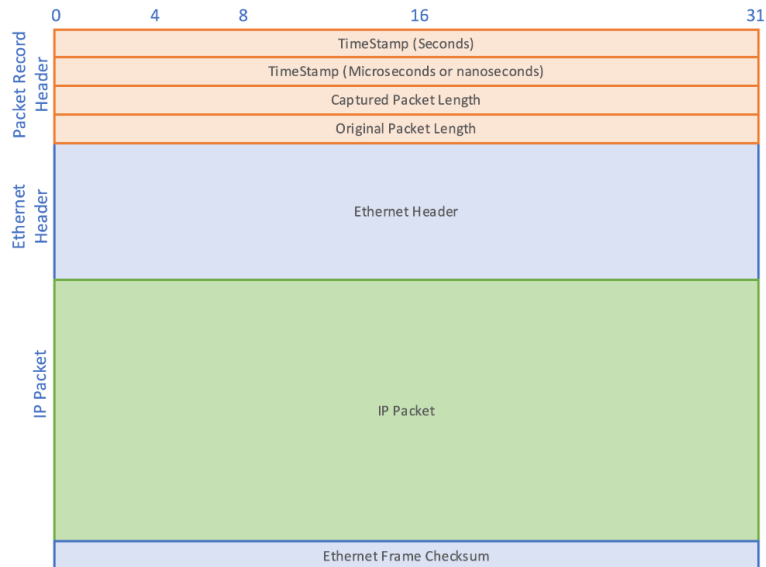 0 4 8 16 31
Packet Record
Header
TimeStamp (Seconds)
TimeStamp (Microseconds or nanoseconds)
Captured Packet Length
Original Packet Length
Ethernet
Header
Ethernet Header
IP Packet
IP Packet
Ethernet Frame Checksum